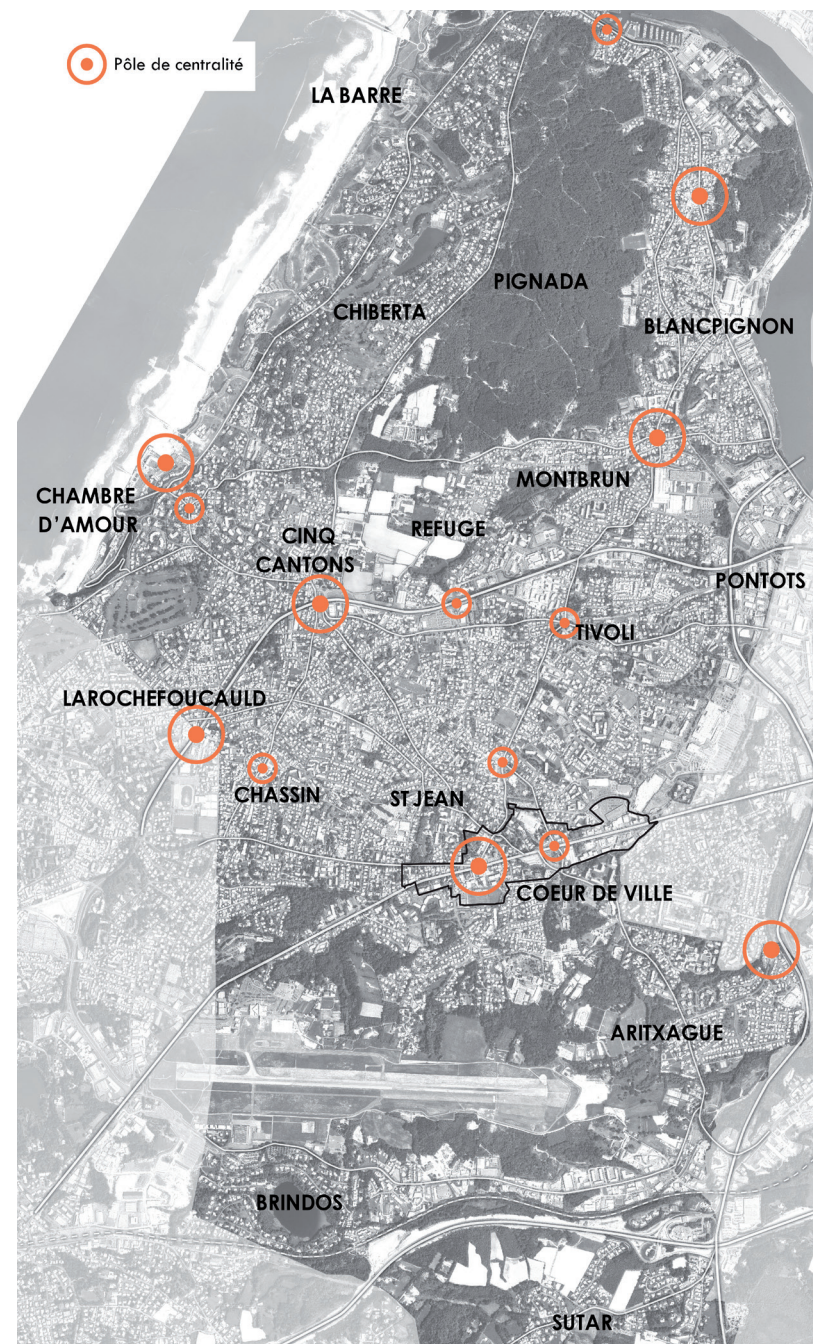 Pôle de centralité
LA BARRE
PIGNADA
CHIBERTA
BLANCPIGNON
MONTBRUN
CHAMBRE
D'AMOUR
REFUGE
CINQ
CANTONS
PONTOTS
TIVOLI
LAROCHEFOUCAULD
CHASSIN
ST JEAN
COEUR DE VILLE
ARITXAGUE
BRINDOS
SUTAR